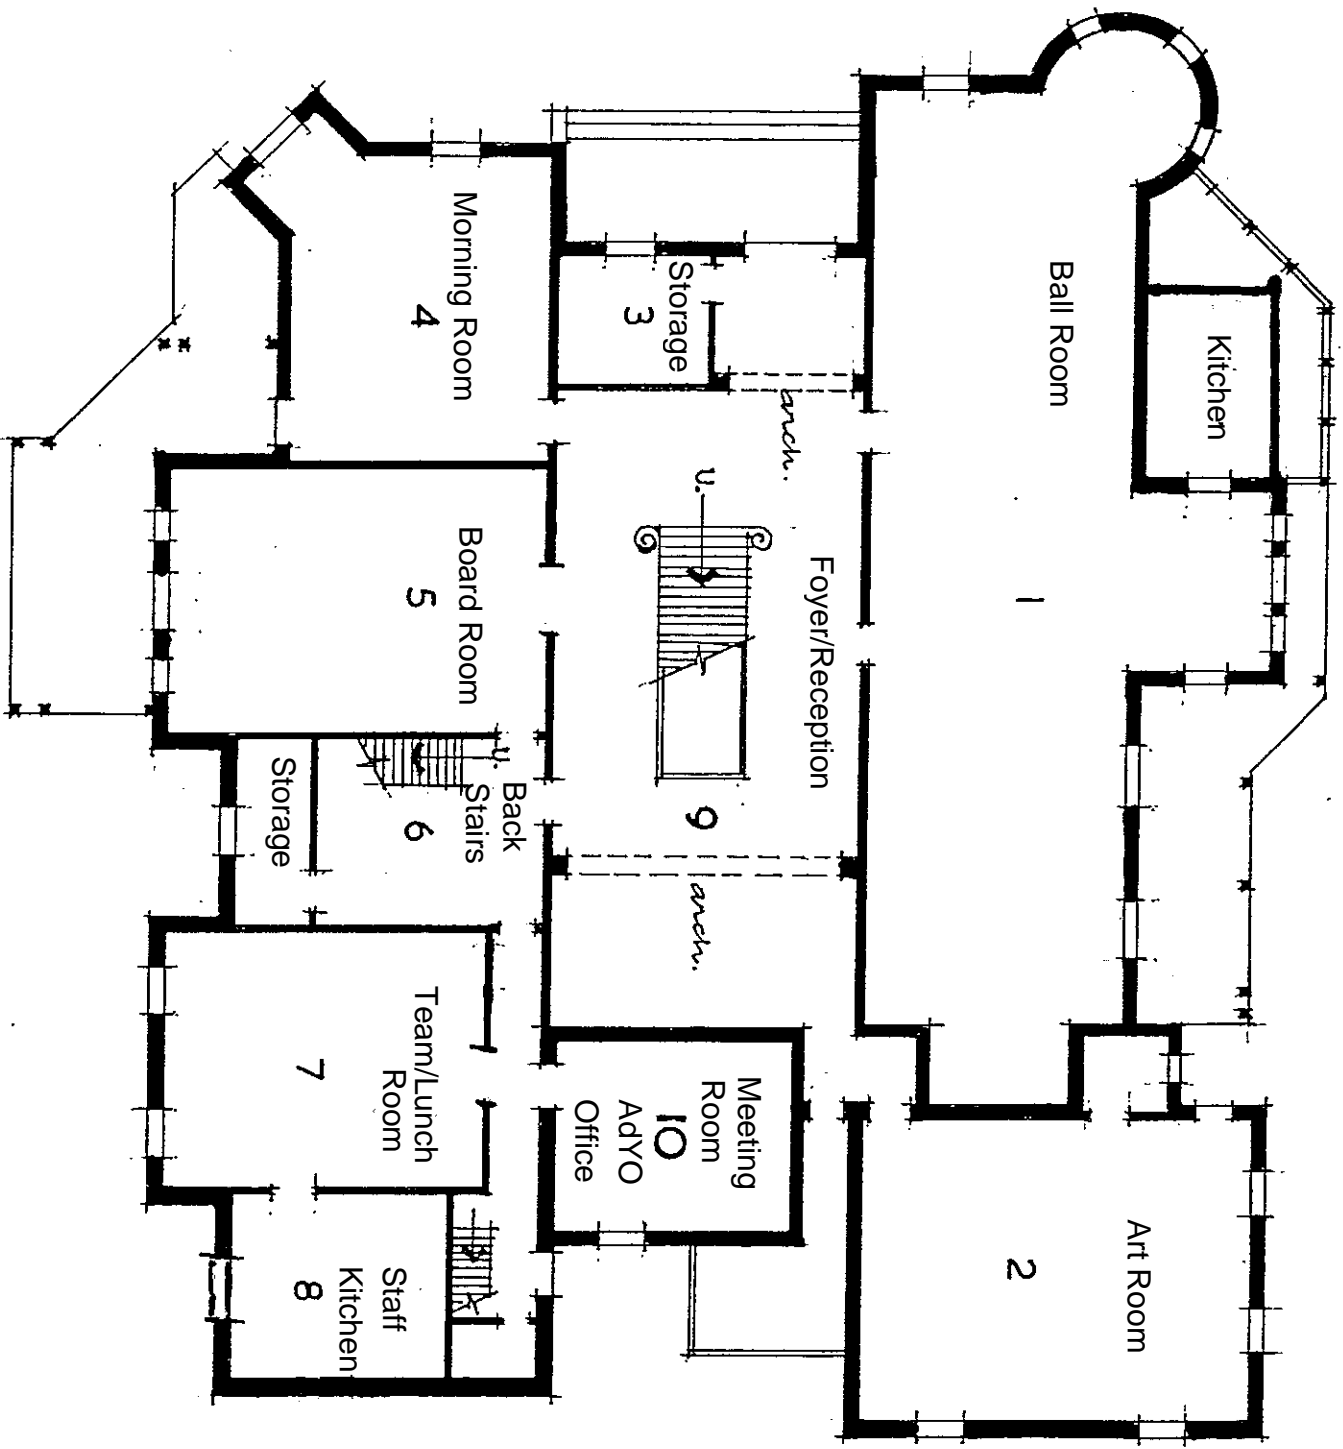 Ball Room
1
Kitchen
Art Room
2
Storage
3
arch.
U.
Foyer/Reception
9
arch.
Morning Room
4
Board Room
5
U.
Back
Stairs
6
Storage
Team/Lunch
Room
7
Staff
Kitchen
8
Meeting
Room
10
AdYO
Office